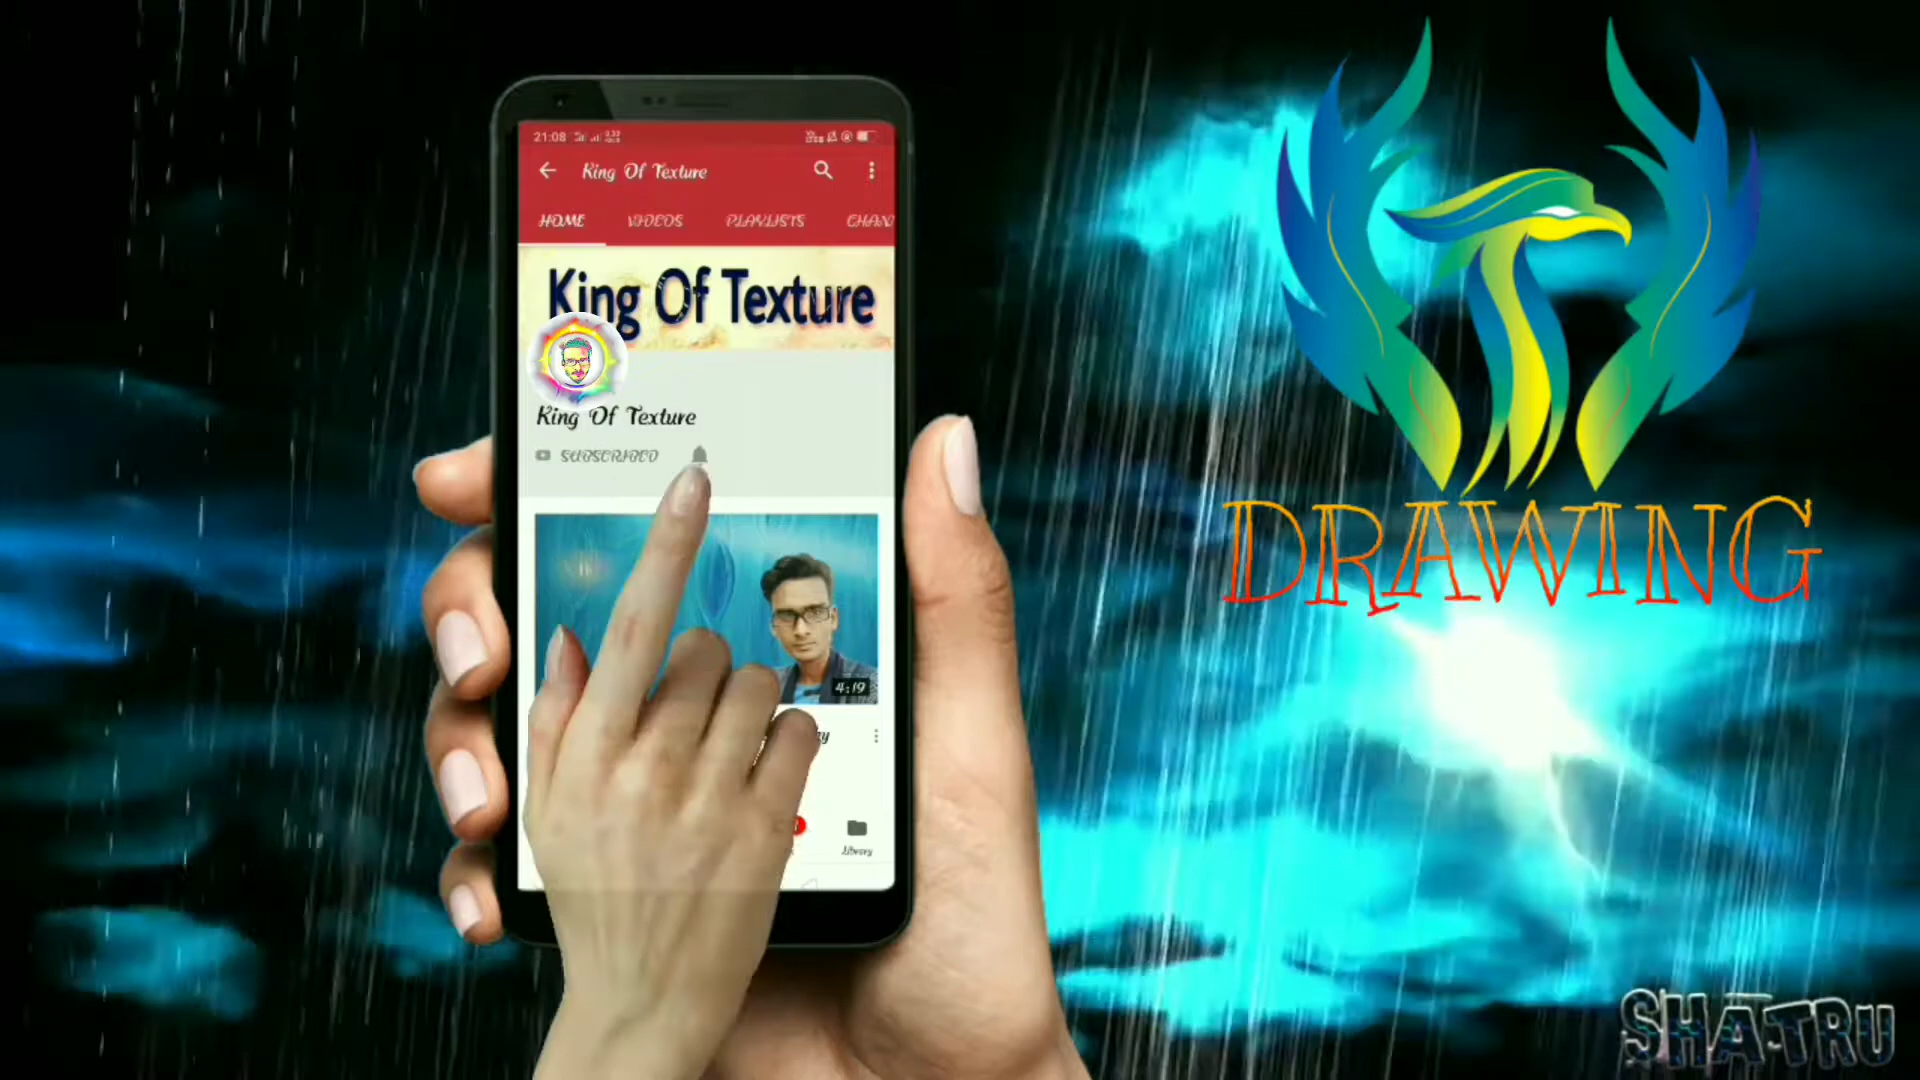 21:08
King Of Texture
HOME VIDEOS PLAYLISTS CHAN
King Of Texture
King Of Texture
SUBSCRIBED
4:19
Library
DRAWING
SHATRU